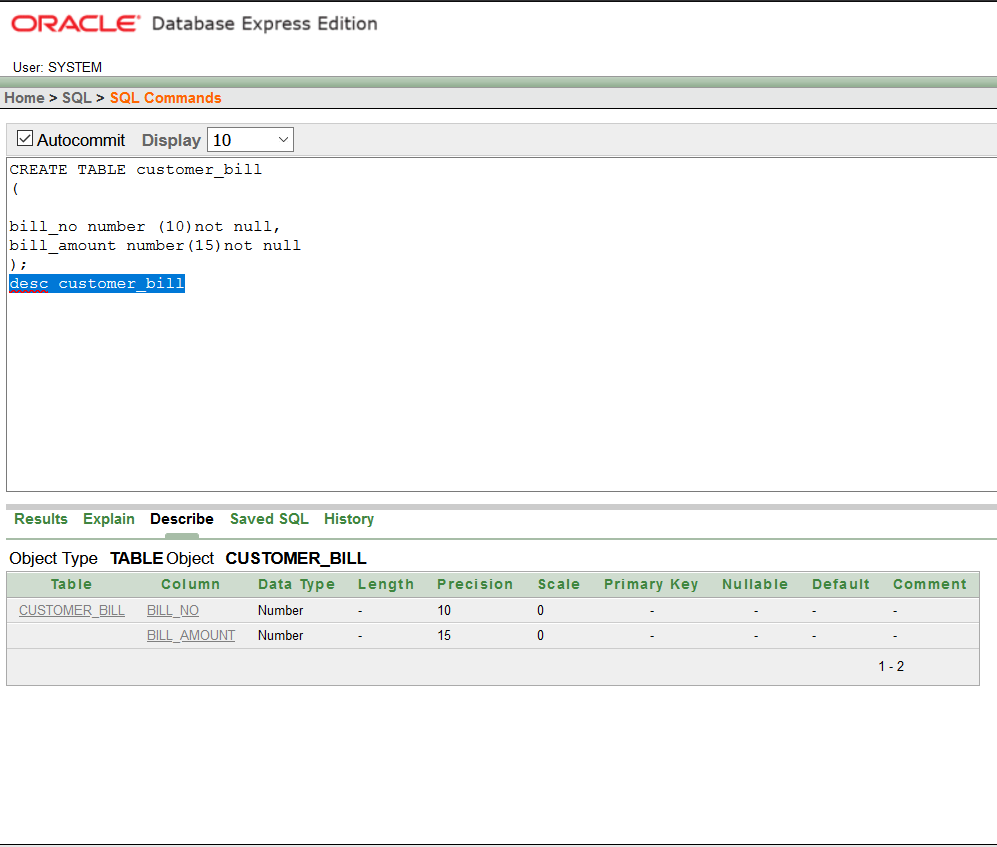 ORACLE® Database Express Edition
User: SYSTEM
Home > SQL > SQL Commands
Autocommit Display 10
CREATE TABLE customer_bill
(
bill_no number (10)not null,
bill_amount number(15)not null
);
desc customer_bill
Results Explain Describe Saved SQL History
Object Type TABLE Object CUSTOMER_BILL
Table Column Data Type Length Precision Scale Primary Key Nullable Default Comment
CUSTOMER_BILL BILL_NO Number - 10 0 - - - -
BILL_AMOUNT Number - 15 0 - - - -
1 - 2